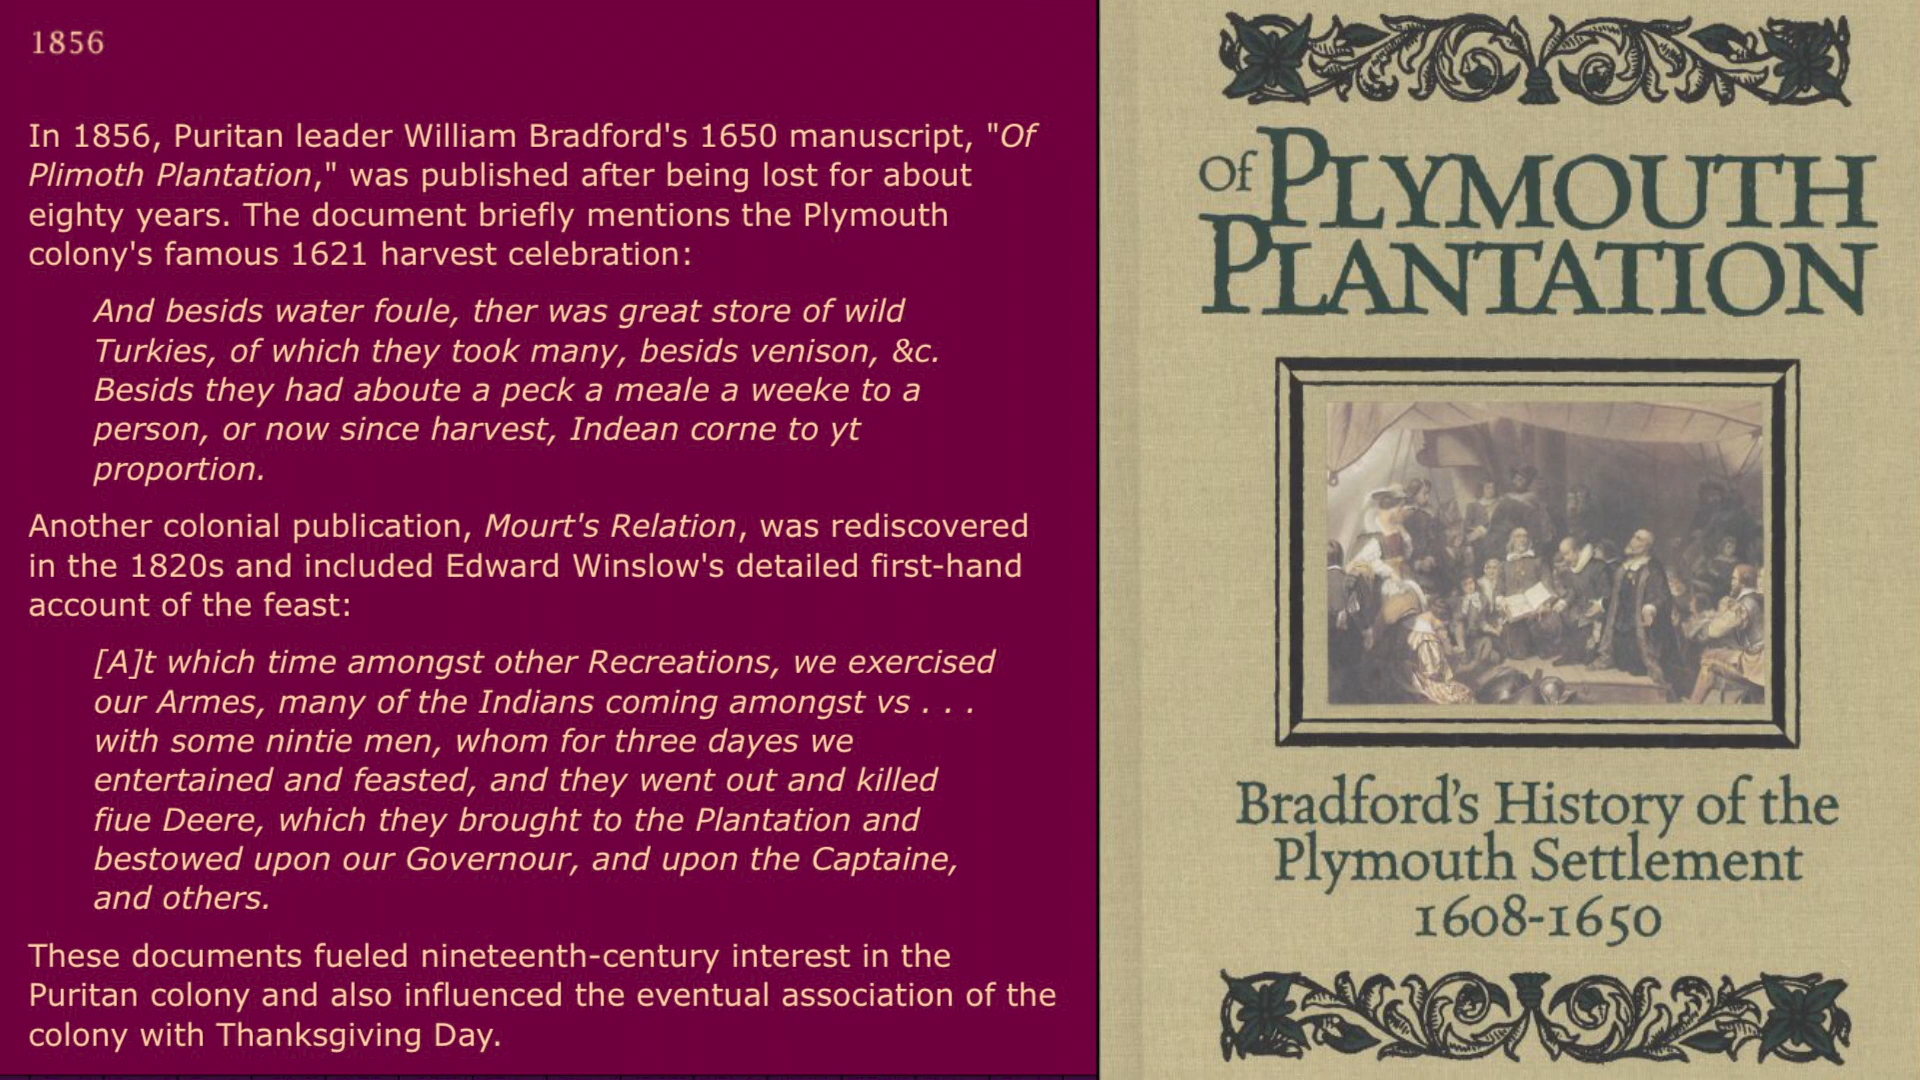 1856
In 1856, Puritan leader William Bradford's 1650 manuscript, "Of
Plimoth Plantation," was published after being lost for about
eighty years. The document briefly mentions the Plymouth
colony's famous 1621 harvest celebration:
And besids water foule, ther was great store of wild
Turkies, of which they took many, besids venison, &c.
Besids they had aboute a peck a meale a weeke to a
person, or now since harvest, Indean corne to yt
proportion.
Another colonial publication, Mourt's Relation, was rediscovered
in the 1820s and included Edward Winslow's detailed first-hand
account of the feast:
[A]t which time amongst other Recreations, we exercised
our Armes, many of the Indians coming amongst vs . . .
with some nintie men, whom for three dayes we
entertained and feasted, and they went out and killed
fiue Deere, which they brought to the Plantation and
bestowed upon our Governour, and upon the Captaine,
and others.
These documents fueled nineteenth-century interest in the
Puritan colony and also influenced the eventual association of the
colony with Thanksgiving Day.
of PLYMOUTH
PLANTATION
Bradford's History of the
Plymouth Settlement
1608-1650